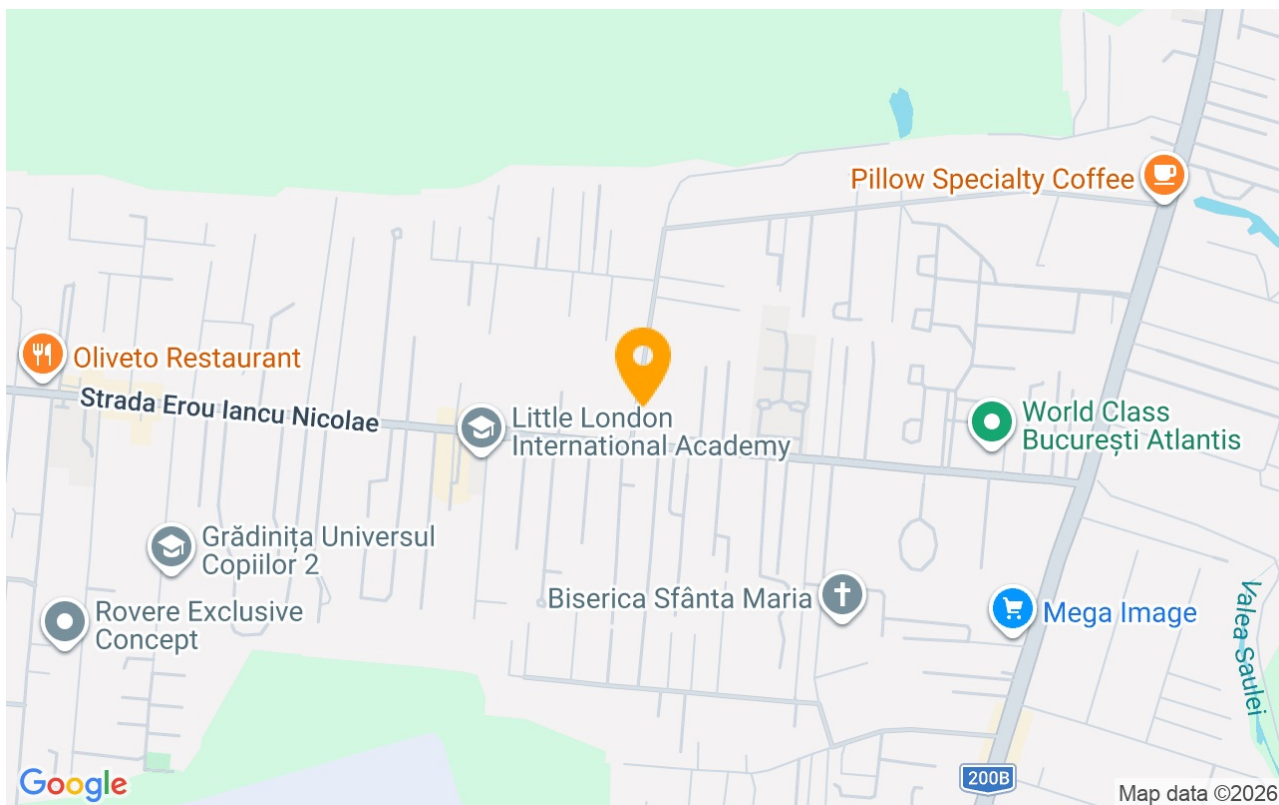 Pillow Specialty Coffee
Oliveto Restaurant
Strada Erou Iancu Nicolae
Little London
International Academy
World Class
București Atlantis
Grădinița Universul
Copiilor 2
Biserica Sfânta Maria
Rovere Exclusive
Concept
Mega Image
Valea Saulei
200B
Google
Map data ©2026